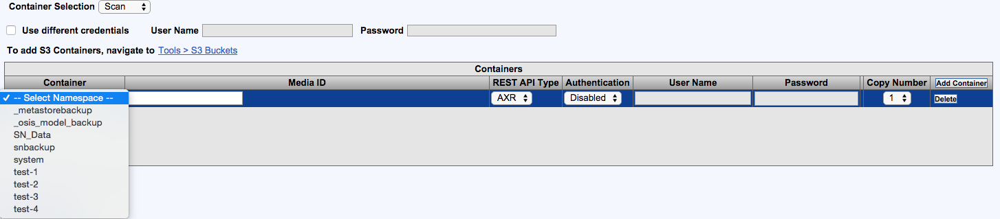 Container Selection Scan
Use different credentials User Name Password
To add S3 Containers, navigate to Tools > S3 Buckets
Containers
Container Media ID REST API Type Authentication User Name Password Copy Number Add Container
✓ -- Select Namespace -- AXR Disabled 1 Delete
_metastorebackup
_osis_model_backup
SN_Data
snbackup
system
test-1
test-2
test-3
test-4